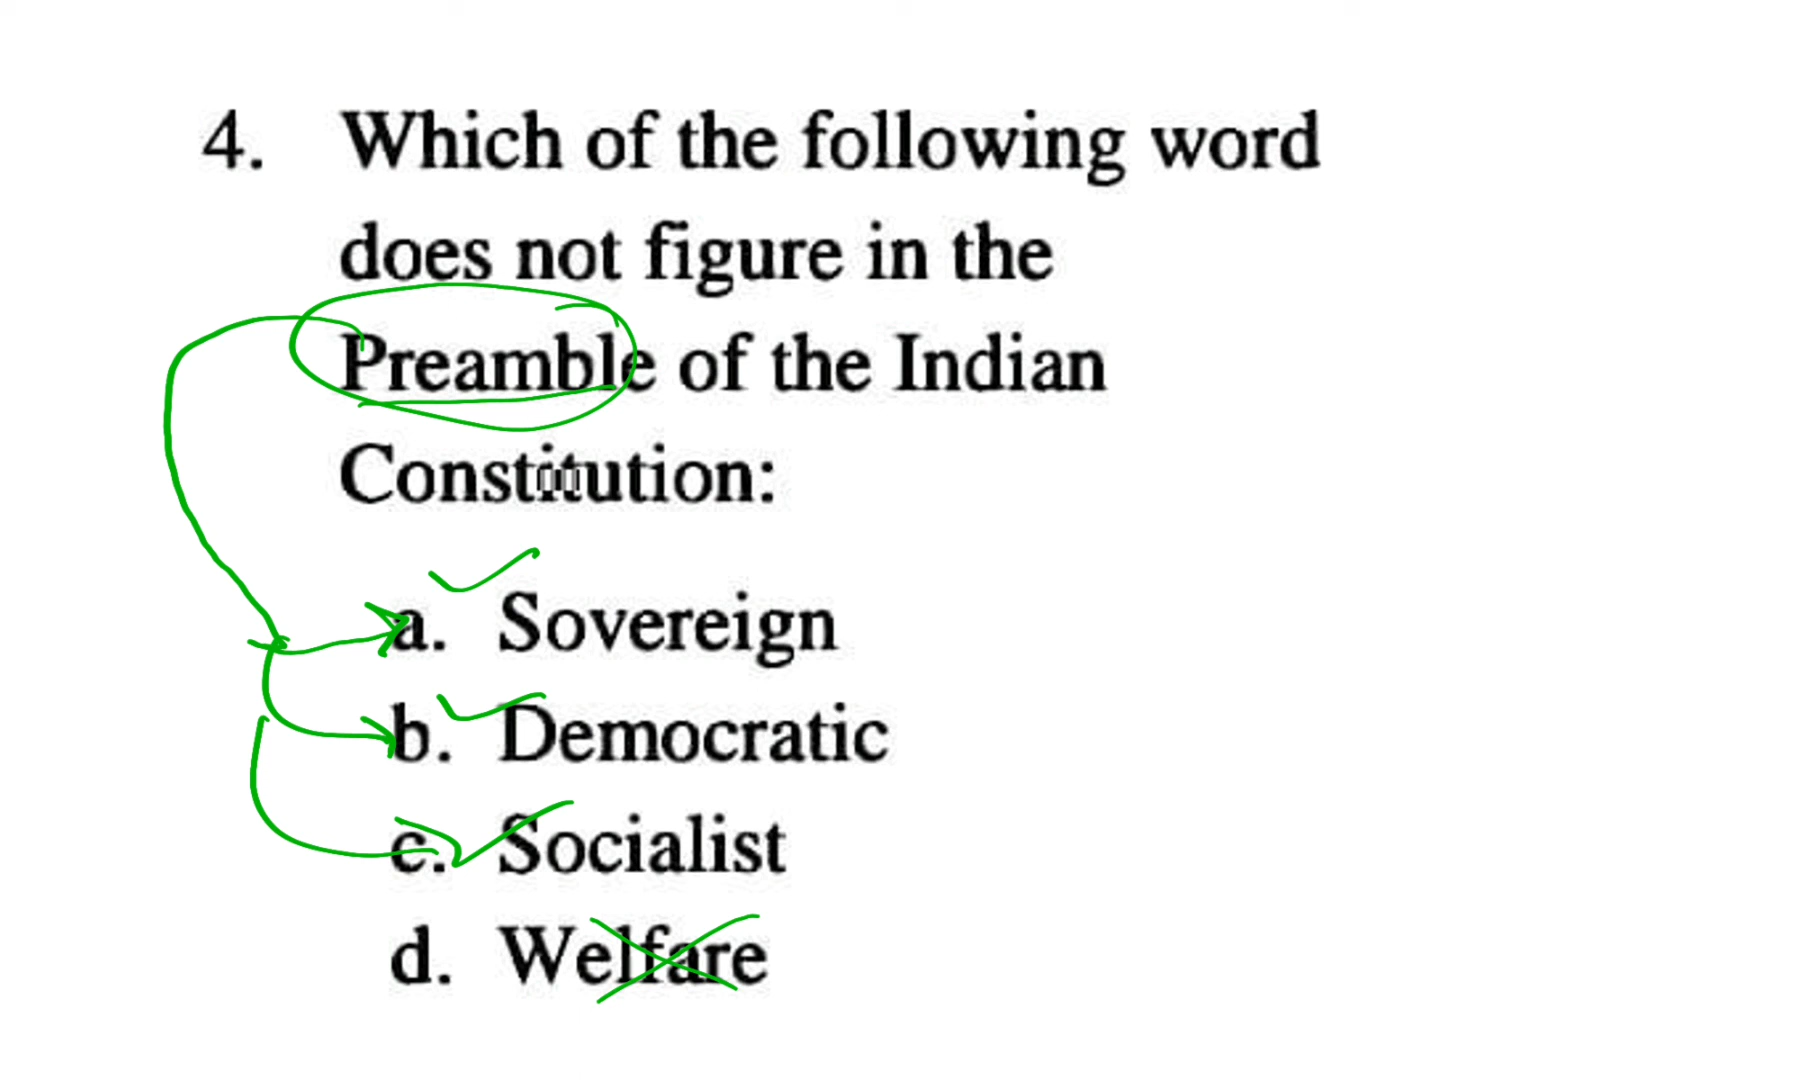 4. Which of the following word
does not figure in the
Preamble of the Indian
Constitution:
a. Sovereign
b. Democratic
c. Socialist
d. Welfare